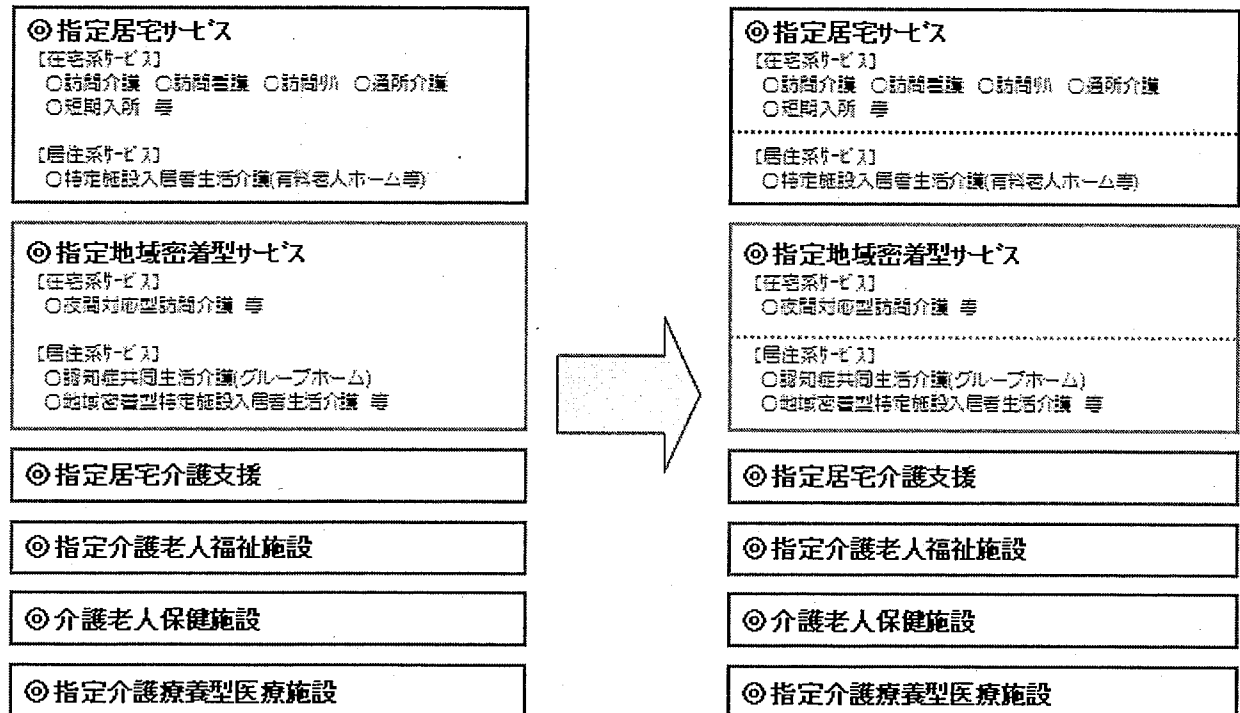 ◎指定居宅サービス
[在宅系サービス]
○訪問介護 ○訪問看護 ○訪問リハ ○通所介護
○短期入所 等
[居住系サービス]
○特定施設入居者生活介護(有料老人ホーム等)
◎指定地域密着型サービス
[在宅系サービス]
○夜間対応型訪問介護 等
[居住系サービス]
○認知症共同生活介護(グループホーム)
○地域密着型特定施設入居者生活介護 等
◎指定居宅介護支援
◎指定介護老人福祉施設
◎介護老人保健施設
◎指定介護療養型医療施設
◎指定居宅サービス
[在宅系サービス]
○訪問介護 ○訪問看護 ○訪問リハ ○通所介護
○短期入所 等
[居住系サービス]
○特定施設入居者生活介護(有料老人ホーム等)
◎指定地域密着型サービス
[在宅系サービス]
○夜間対応型訪問介護 等
[居住系サービス]
○認知症共同生活介護(グループホーム)
○地域密着型特定施設入居者生活介護 等
◎指定居宅介護支援
◎指定介護老人福祉施設
◎介護老人保健施設
◎指定介護療養型医療施設